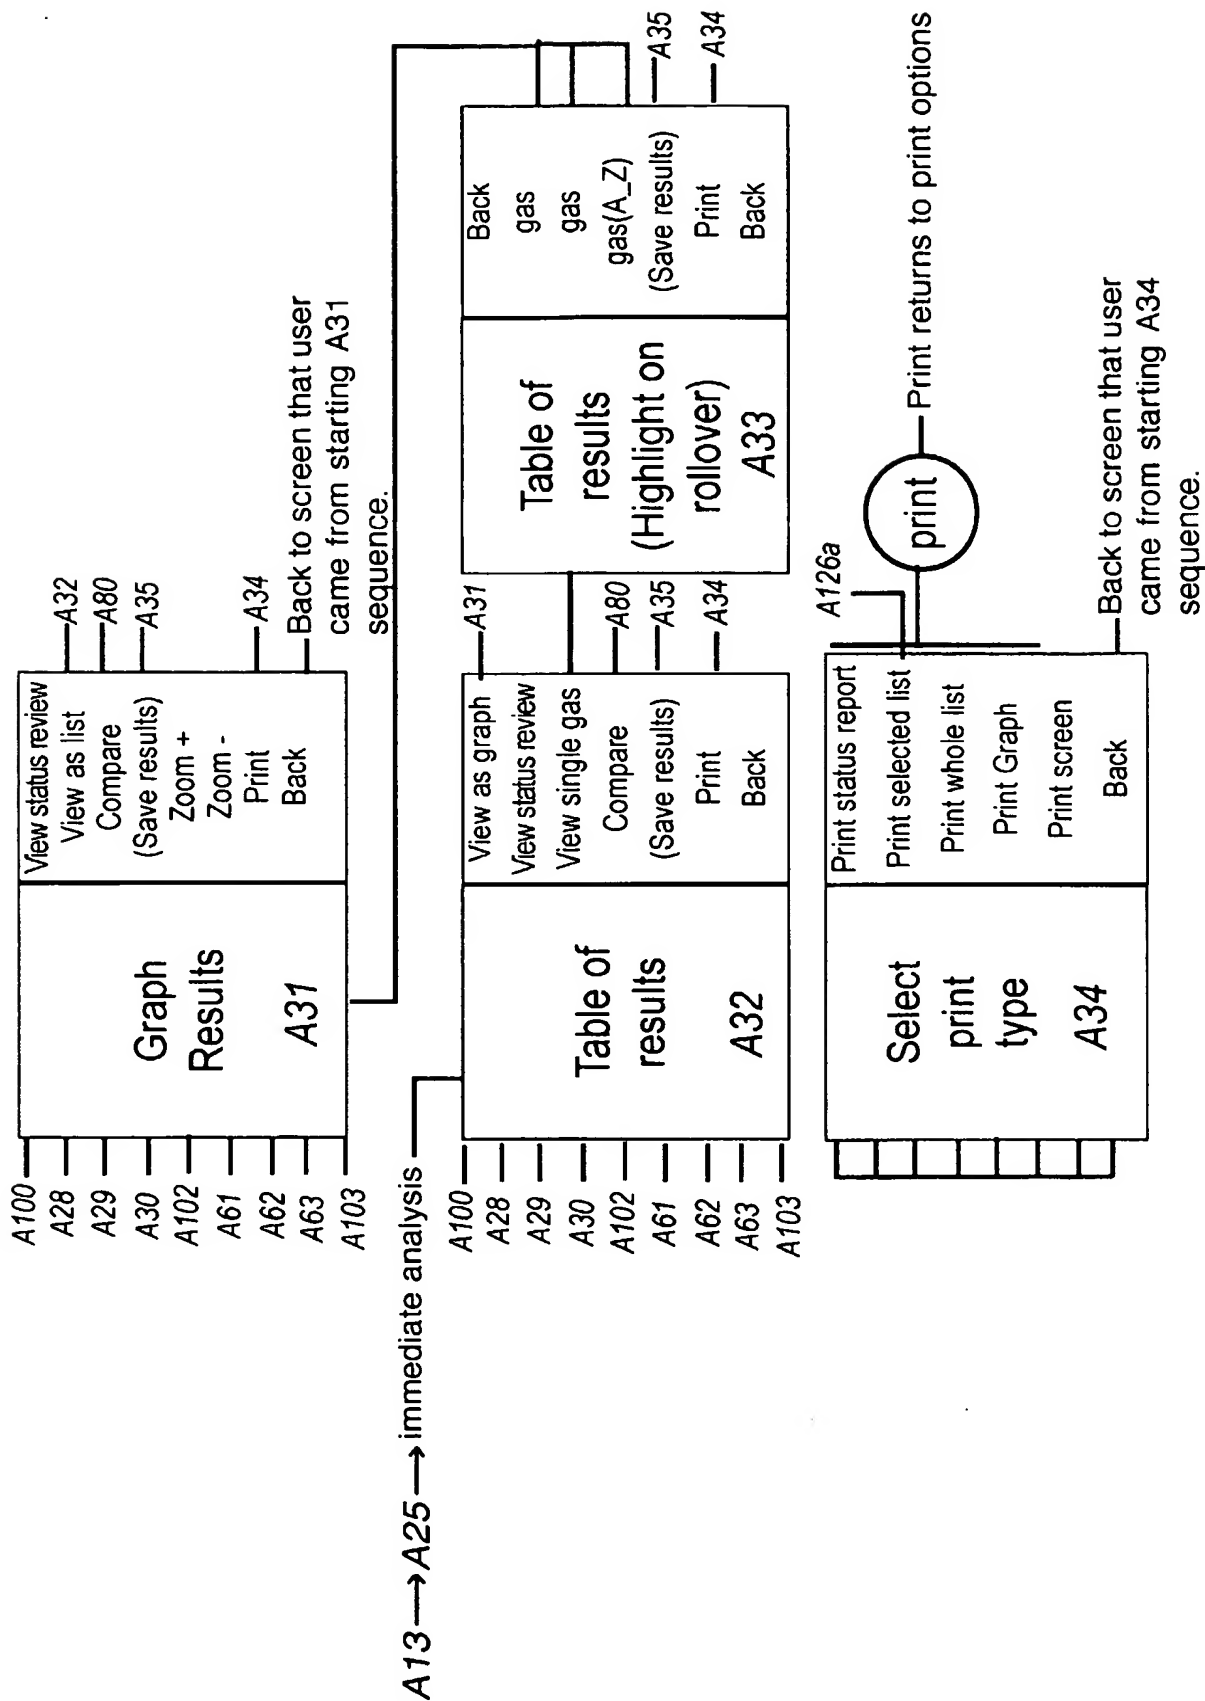 A100
A28
A29
A30
A102
A61
A62
A63
A103
Graph
Results
A31
View status review
View as list
Compare
(Save results)
Zoom +
Zoom -
Print
Back
A32
A80
A35
A34
Back to screen that user
came from starting A31
sequence.
A13→A25→immediate analysis
A100
A28
A29
A30
A102
A61
A62
A63
A103
Table of
results
A32
View as graph
View status review
View single gas
Compare
(Save results)
Print
Back
A31
A80
A35
A34
Table of
results
(Highlight on
rollover)
A33
Back
gas
gas
gas(A_Z)
(Save results)
Print
Back
A35
A34
Select
print
type
A34
Print status report
Print selected list
Print whole list
Print Graph
Print screen
Back
A126a
print
Print returns to print options
Back to screen that user
came from starting A34
sequence.